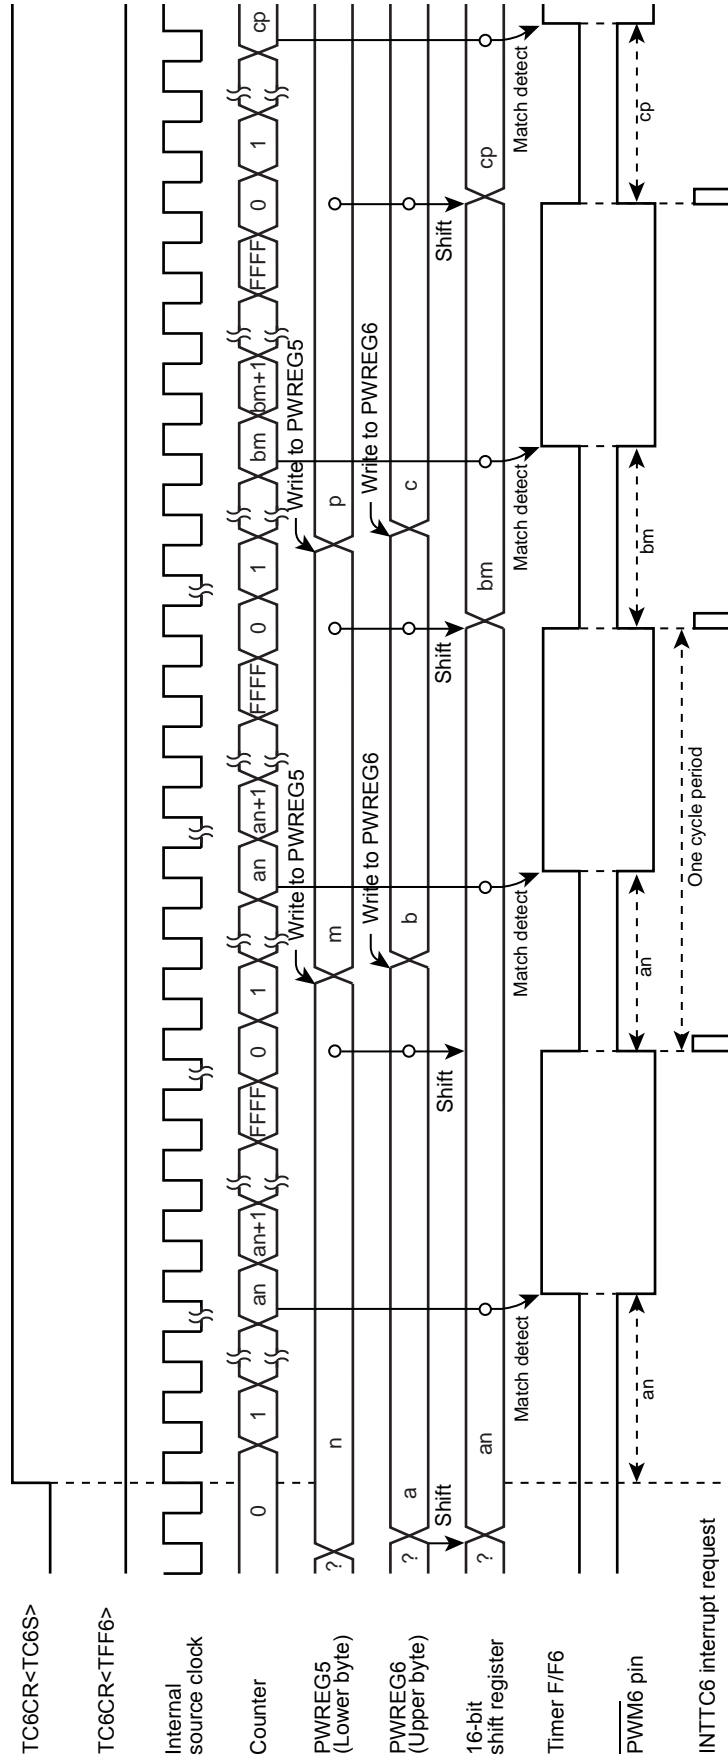 TC6CR<TC6S>
TC6CR<TFF6>
Internal
source clock
Counter
0
1
an
an+1
FFFF
0
1
an
an+1
FFFF
0
1
bm
bm+1
FFFF
0
1
cp
PWREG5
(Lower byte)
?
n
Write to PWREG5
m
Write to PWREG5
p
PWREG6
(Upper byte)
?
a
Write to PWREG6
b
Write to PWREG6
c
Shift
Shift
Shift
Shift
16-bit
shift register
?
an
bm
cp
Match detect
Match detect
Match detect
Match detect
Timer F/F6
PWM6 pin
an
an
bm
cp
One cycle period
INTTC6 interrupt request